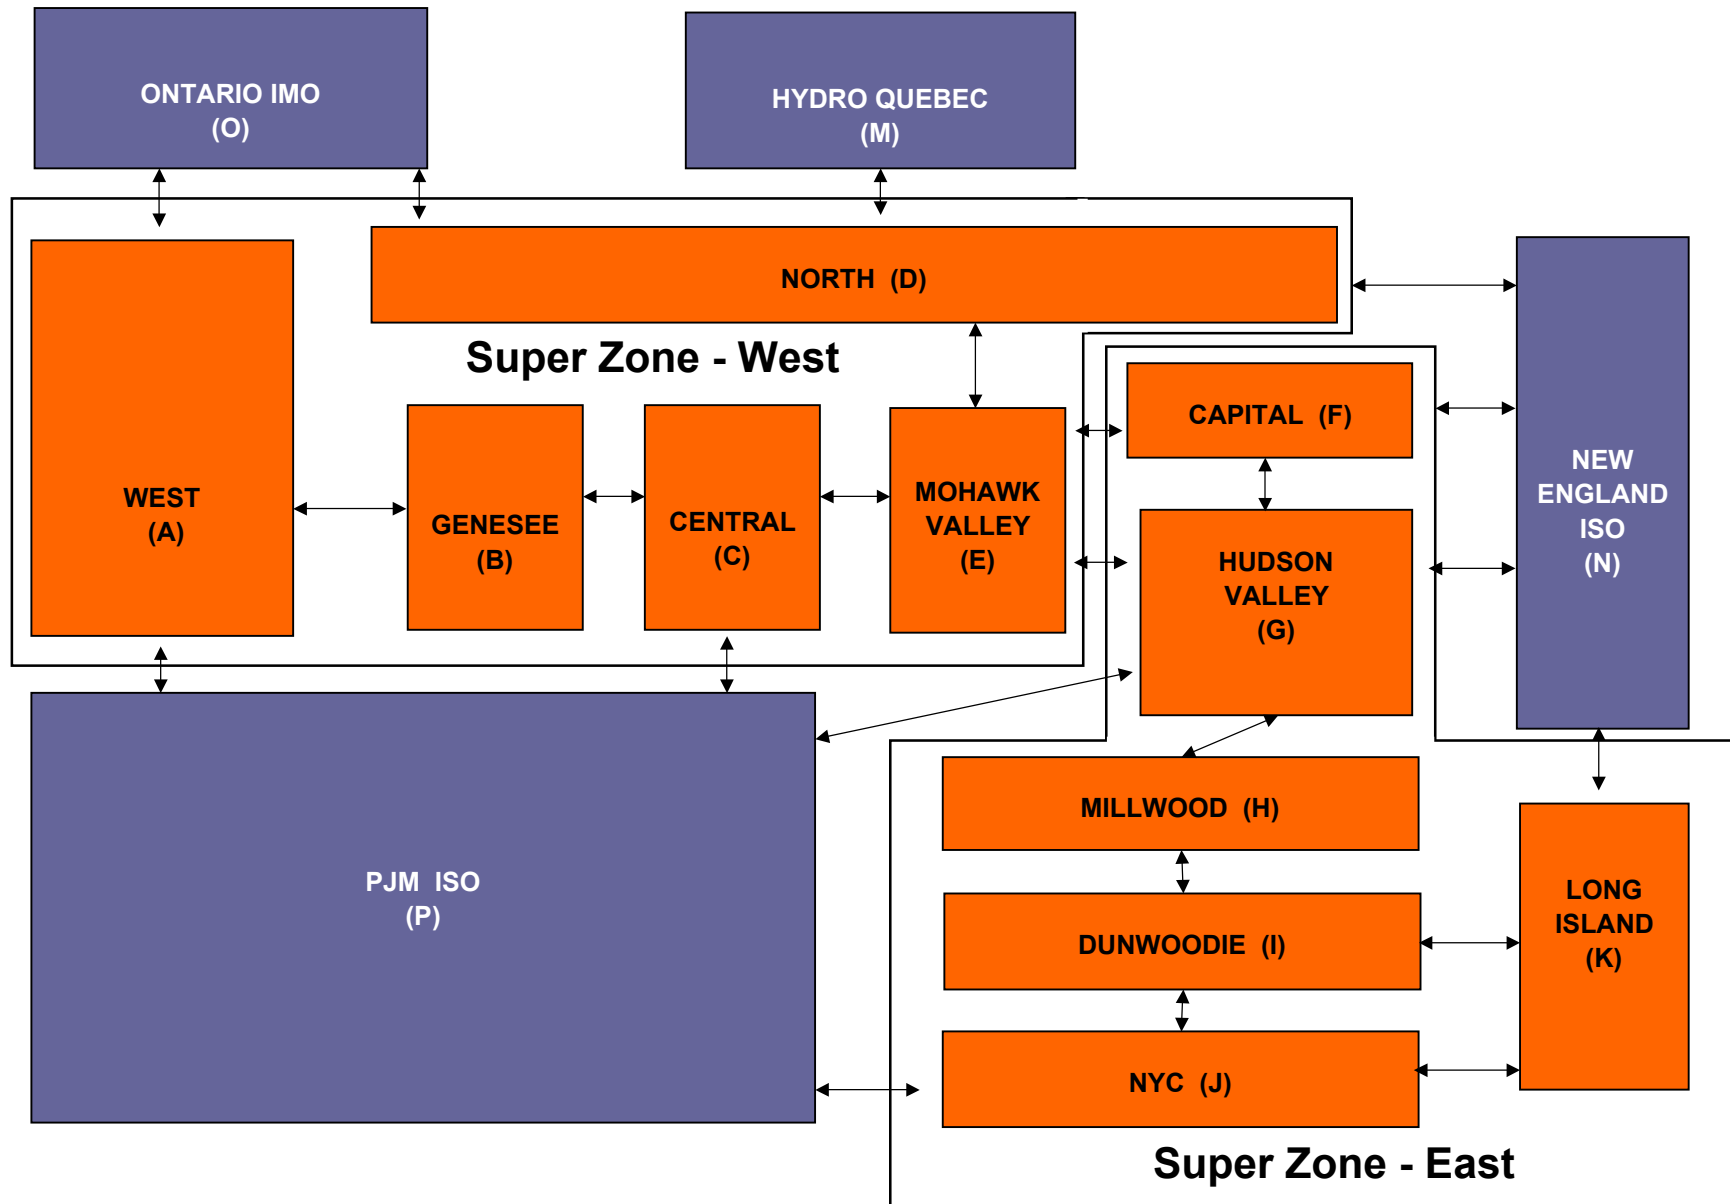 ONTARIO IMO
(O)
HYDRO QUEBEC
(M)
NORTH (D)
Super Zone - West
CAPITAL (F)
WEST
(A)
GENESEE
(B)
CENTRAL
(C)
MOHAWK
VALLEY
(E)
HUDSON
VALLEY
(G)
NEW
ENGLAND
ISO
(N)
MILLWOOD (H)
PJM ISO
(P)
DUNWOODIE (I)
LONG
ISLAND
(K)
NYC (J)
Super Zone - East